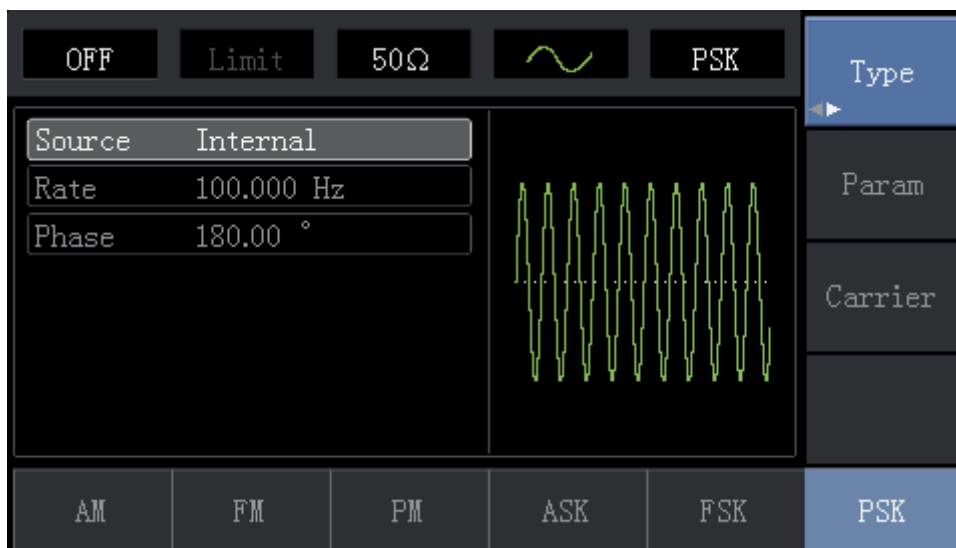 OFF Limit 50Ω PSK
Type
Source Internal
Rate 100.000 Hz
Phase 180.00 °
Param
Carrier
AM FM PM ASK FSK PSK